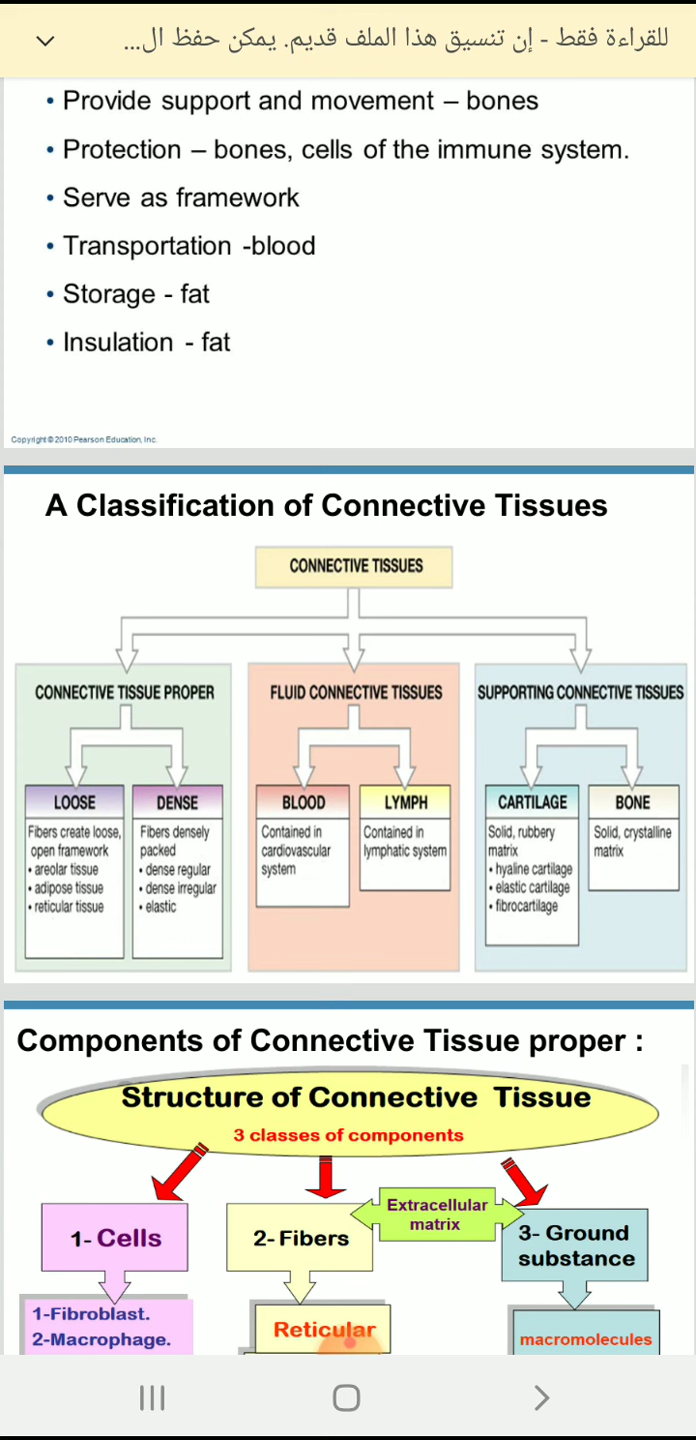 للقراءة فقط - إن تنسيق هذا الملف قديم. يمكن حفظ ال...
• Provide support and movement – bones
• Protection – bones, cells of the immune system.
• Serve as framework
• Transportation -blood
• Storage - fat
• Insulation - fat
Copyright © 2010 Pearson Education, Inc.
A Classification of Connective Tissues
CONNECTIVE TISSUES
CONNECTIVE TISSUE PROPER
LOOSE
Fibers create loose,
open framework
• areolar tissue
• adipose tissue
• reticular tissue
DENSE
Fibers densely
packed
• dense regular
• dense irregular
• elastic
FLUID CONNECTIVE TISSUES
BLOOD
Contained in
cardiovascular
system
LYMPH
Contained in
lymphatic system
SUPPORTING CONNECTIVE TISSUES
CARTILAGE
Solid, rubbery
matrix
• hyaline cartilage
• elastic cartilage
• fibrocartilage
BONE
Solid, crystalline
matrix
Components of Connective Tissue proper :
Structure of Connective Tissue
3 classes of components
1- Cells
1-Fibroblast.
2-Macrophage.
2- Fibers
Reticular
Extracellular
matrix
3- Ground
substance
macromolecules